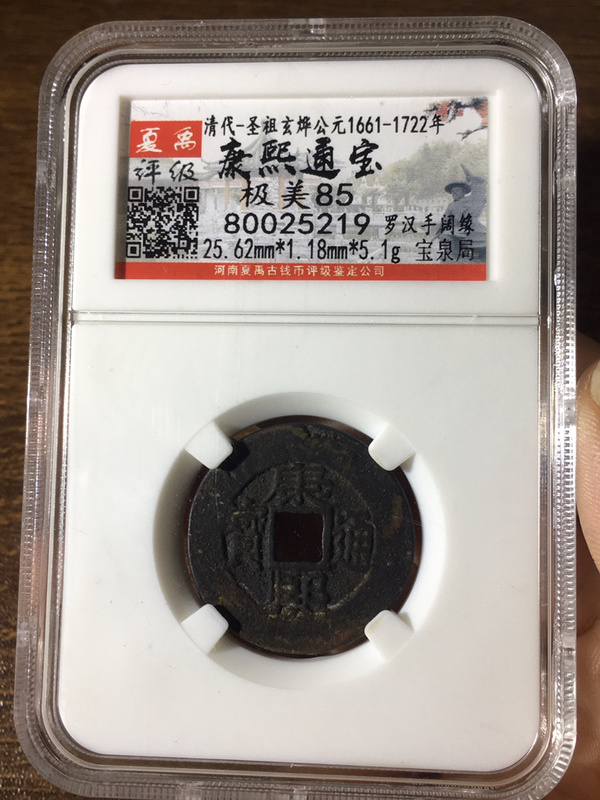 清代-圣祖玄烨公元1661-1722年
夏禹
评级
康熙通宝
极美85
80025219 罗汉手阔缘
25.62mm*1.18mm*5.1g 宝泉局
河南夏禹古钱币评级鉴定公司
康熙通寶